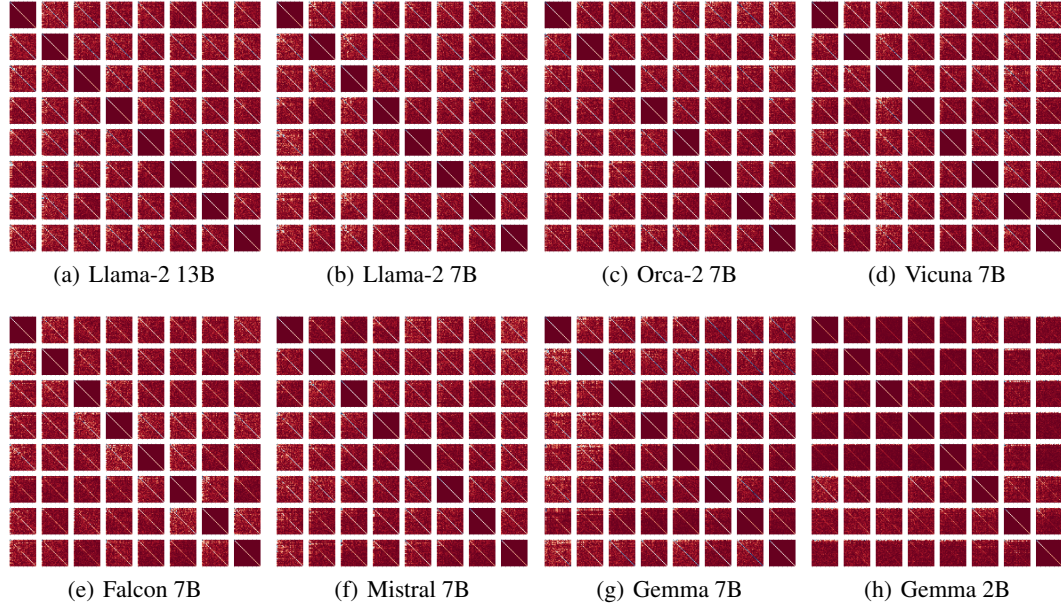 (a) Llama-2 13B
(b) Llama-2 7B
(c) Orca-2 7B
(d) Vicuna 7B
(e) Falcon 7B
(f) Mistral 7B
(g) Gemma 7B
(h) Gemma 2B